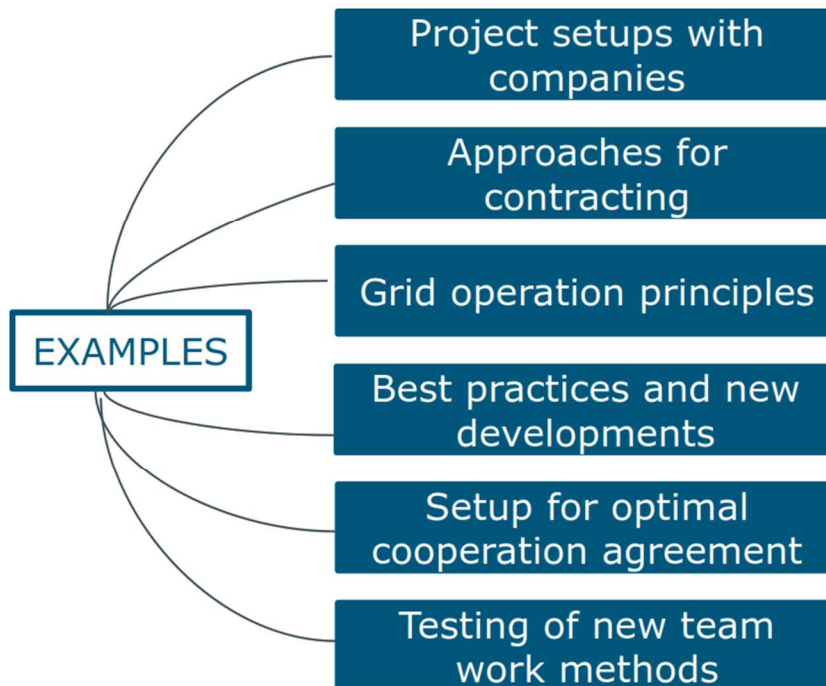 Project setups with
companies
Approaches for
contracting
Grid operation principles
EXAMPLES
Best practices and new
developments
Setup for optimal
cooperation agreement
Testing of new team
work methods